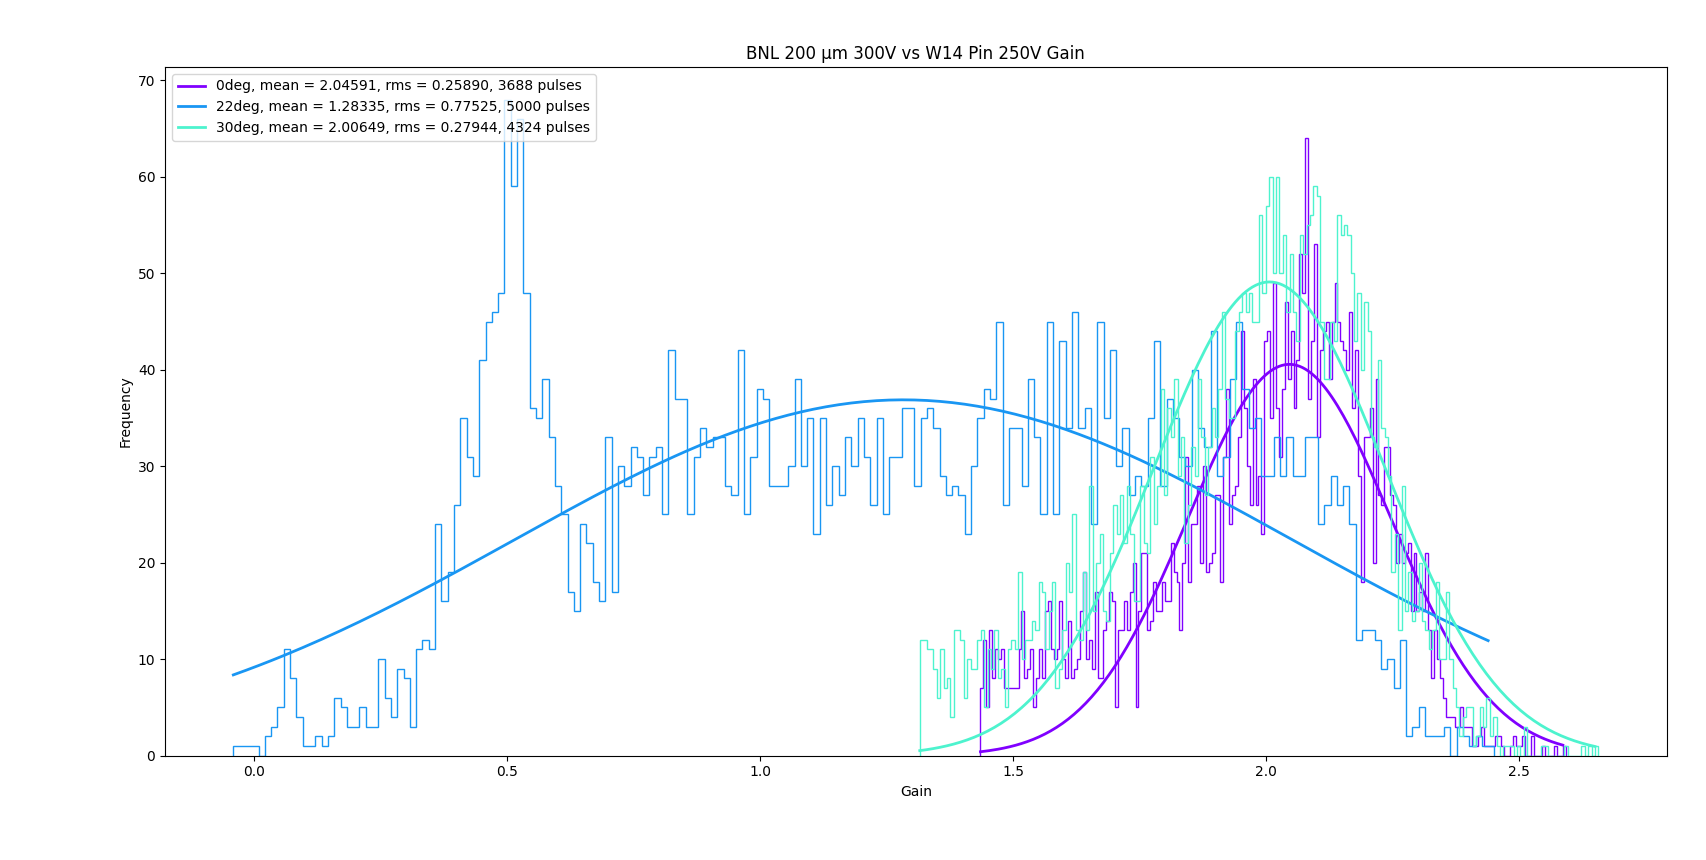 BNL 200 μm 300V vs W14 Pin 250V Gain
0deg, mean = 2.04591, rms = 0.25890, 3688 pulses
22deg, mean = 1.28335, rms = 0.77525, 5000 pulses
30deg, mean = 2.00649, rms = 0.27944, 4324 pulses
70
60
50
40
30
20
10
0
Frequency
0.0 0.5 1.0 1.5 2.0 2.5
Gain